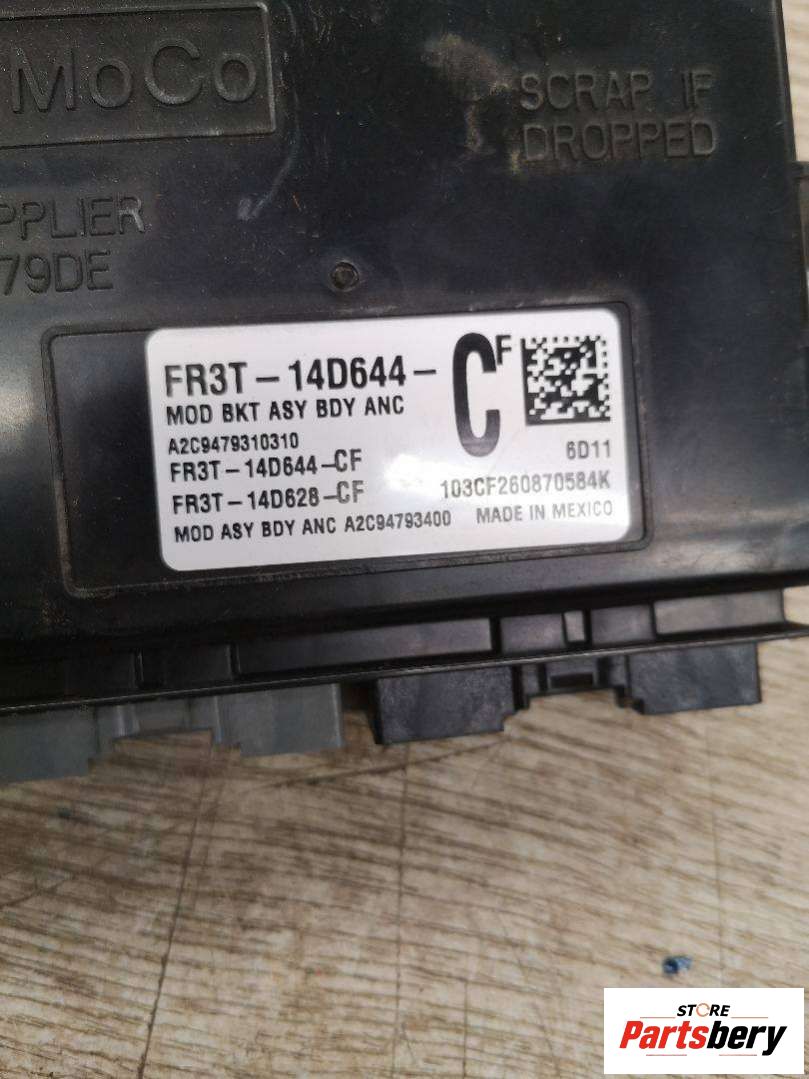 MoCo
SCRAP IF
DROPPED
PPLIER
79DE
FR3T-14D644-CF
MOD BKT ASY BDY ANC
A2C9479310310
6D11
FR3T-14D644-CF
FR3T-14D628-CF 103CF260870584K
MOD ASY BDY ANC A2C94793400 MADE IN MEXICO
STORE
Partsbery